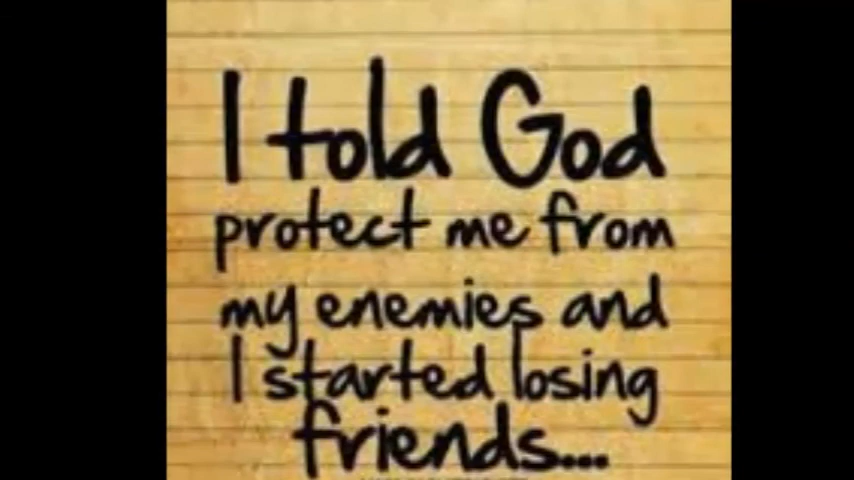 I told God
protect me from
my enemies and
I started losing
friends...